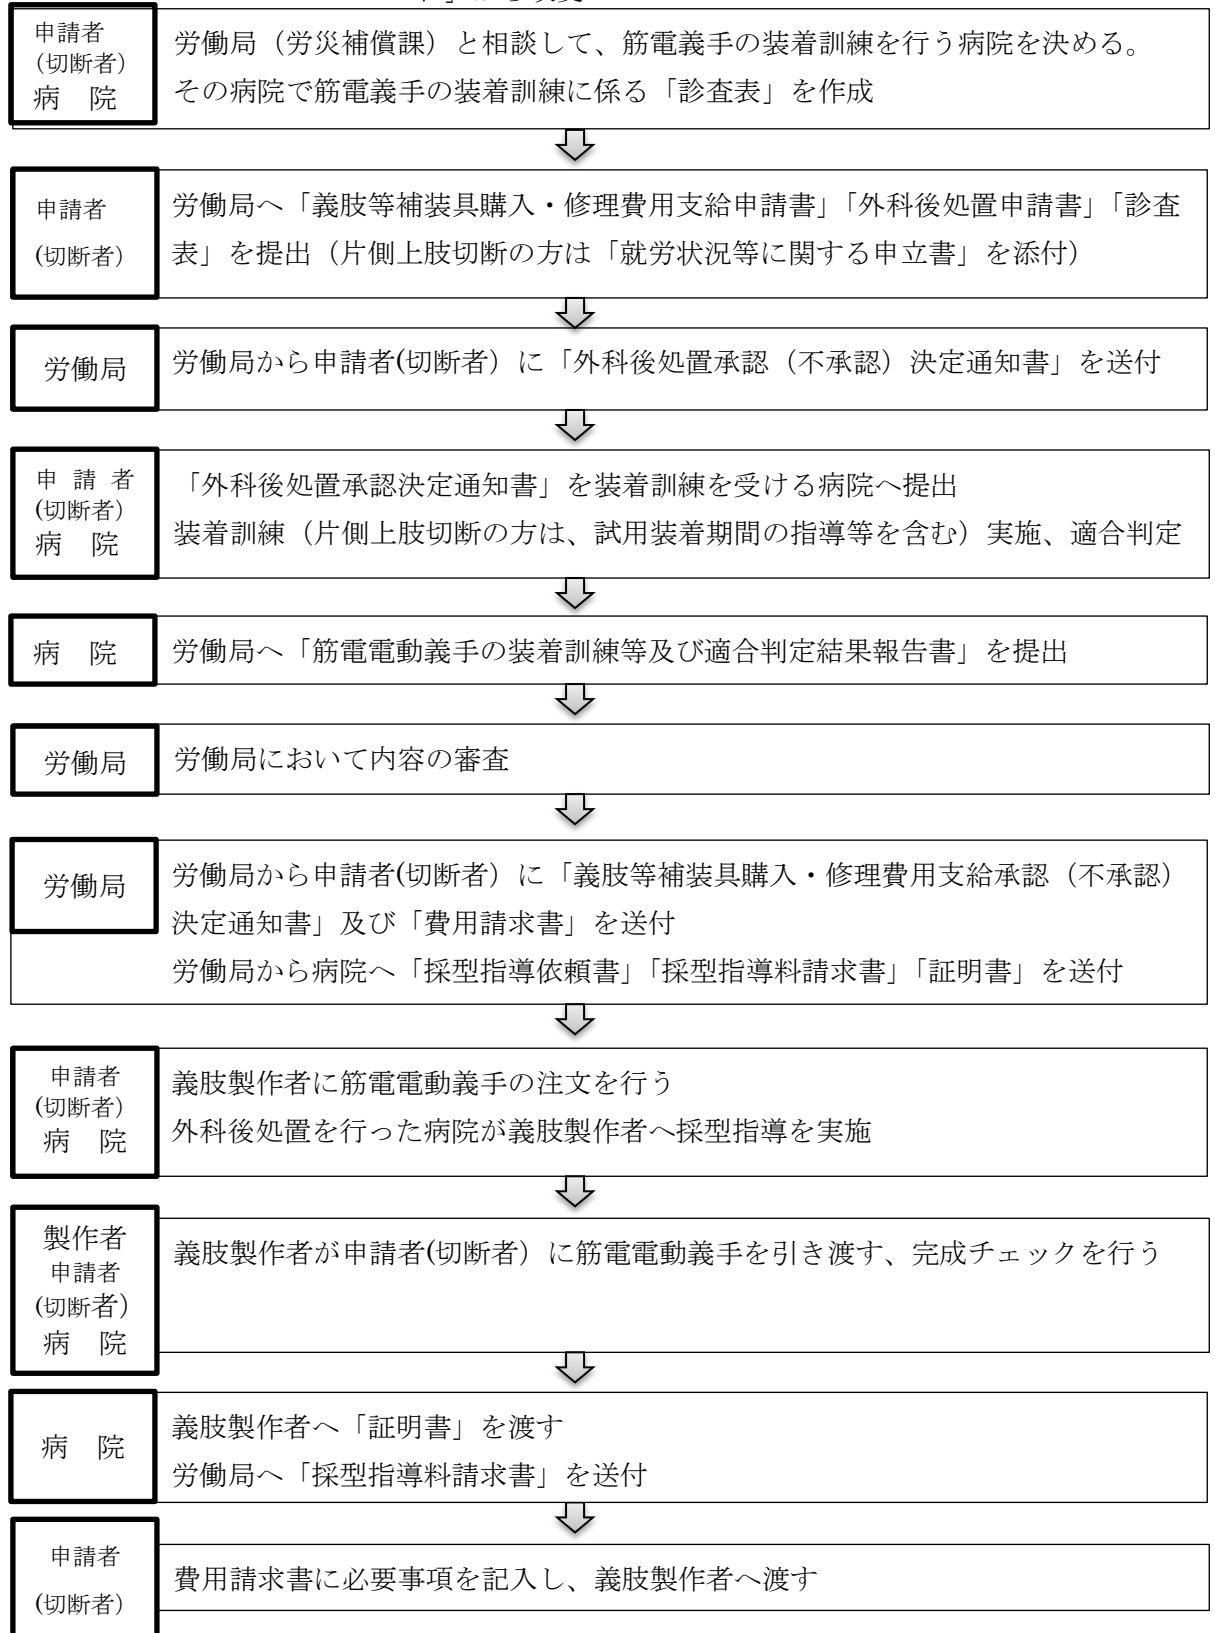 申請者
(切断者)
病　院
労働局（労災補償課）と相談して、筋電義手の装着訓練を行う病院を決める。
その病院で筋電義手の装着訓練に係る「診査表」を作成
申請者
(切断者)
労働局へ「義肢等補装具購入・修理費用支給申請書」「外科後処置申請書」「診査
表」を提出（片側上肢切断の方は「就労状況等に関する申立書」を添付）
労働局
労働局から申請者(切断者）に「外科後処置承認（不承認）決定通知書」を送付
申 請 者
(切断者)
病　院
「外科後処置承認決定通知書」を装着訓練を受ける病院へ提出
装着訓練（片側上肢切断の方は、試用装着期間の指導等を含む）実施、適合判定
病　院
労働局へ「筋電電動義手の装着訓練等及び適合判定結果報告書」を提出
労働局
労働局において内容の審査
労働局
労働局から申請者(切断者）に「義肢等補装具購入・修理費用支給承認（不承認）
決定通知書」及び「費用請求書」を送付
労働局から病院へ「採型指導依頼書」「採型指導料請求書」「証明書」を送付
申請者
(切断者)
病　院
義肢製作者に筋電電動義手の注文を行う
外科後処置を行った病院が義肢製作者へ採型指導を実施
製作者
申請者
(切断者）
病　院
義肢製作者が申請者(切断者）に筋電電動義手を引き渡す、完成チェックを行う
病　院
義肢製作者へ「証明書」を渡す
労働局へ「採型指導料請求書」を送付
申請者
(切断者)
費用請求書に必要事項を記入し、義肢製作者へ渡す